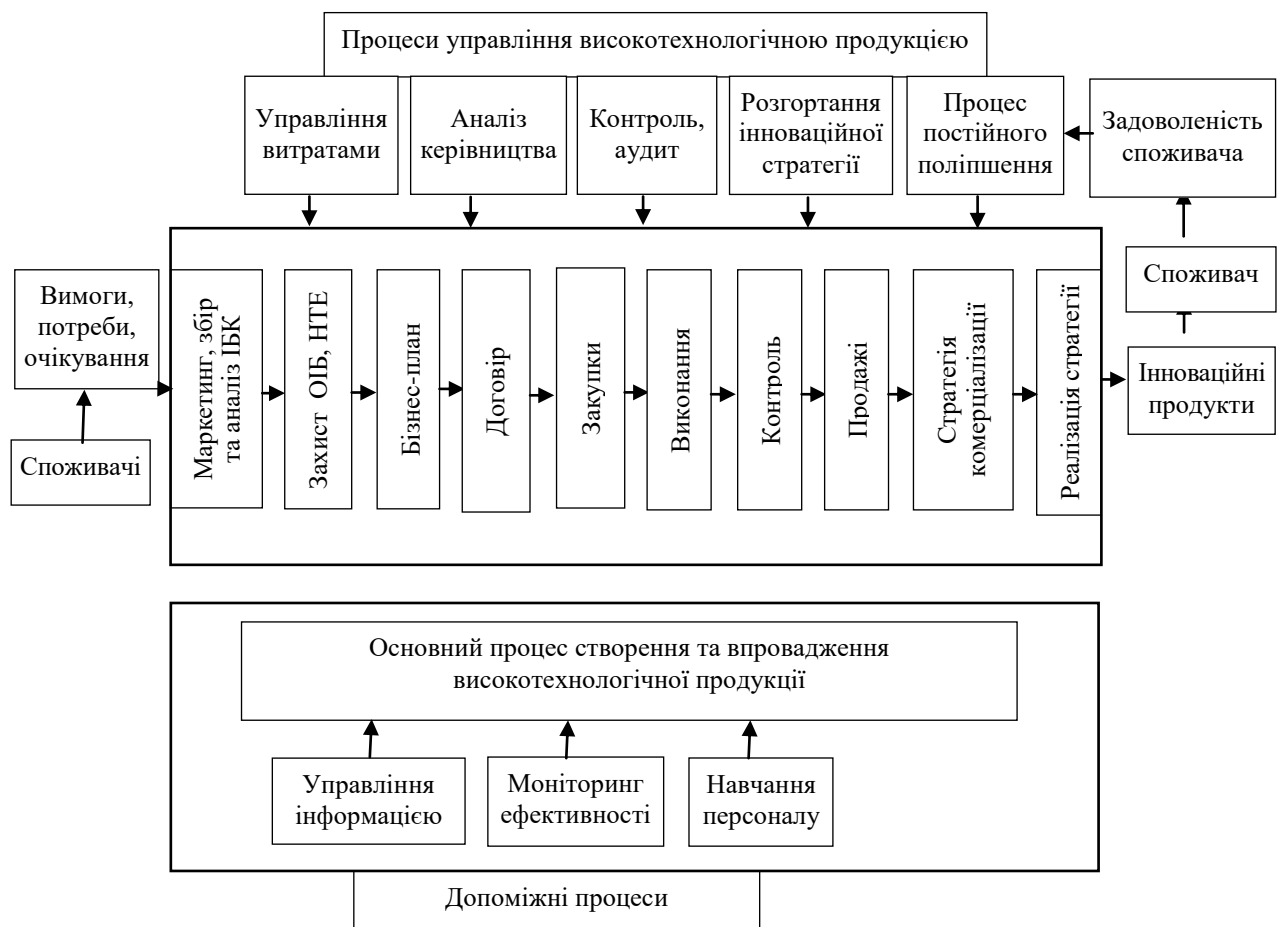 Процеси управління високотехнологічною продукцією
Управління
витратами
Аналіз
керівництва
Контроль,
аудит
Розгортання
інноваційної
стратегії
Процес
постійного
поліпшення
Задоволеність
споживача
Вимоги,
потреби,
очікування
Споживачі
Маркетинг, збір
та аналіз ІБК
Захист ОІБ, НТЕ
Бізнес-план
Договір
Закупки
Виконання
Контроль
Продажі
Стратегія
комерціалізації
Реалізація стратегії
Споживач
Інноваційні
продукти
Основний процес створення та впровадження
високотехнологічної продукції
Управління
інформацією
Моніторинг
ефективності
Навчання
персоналу
Допоміжні процеси